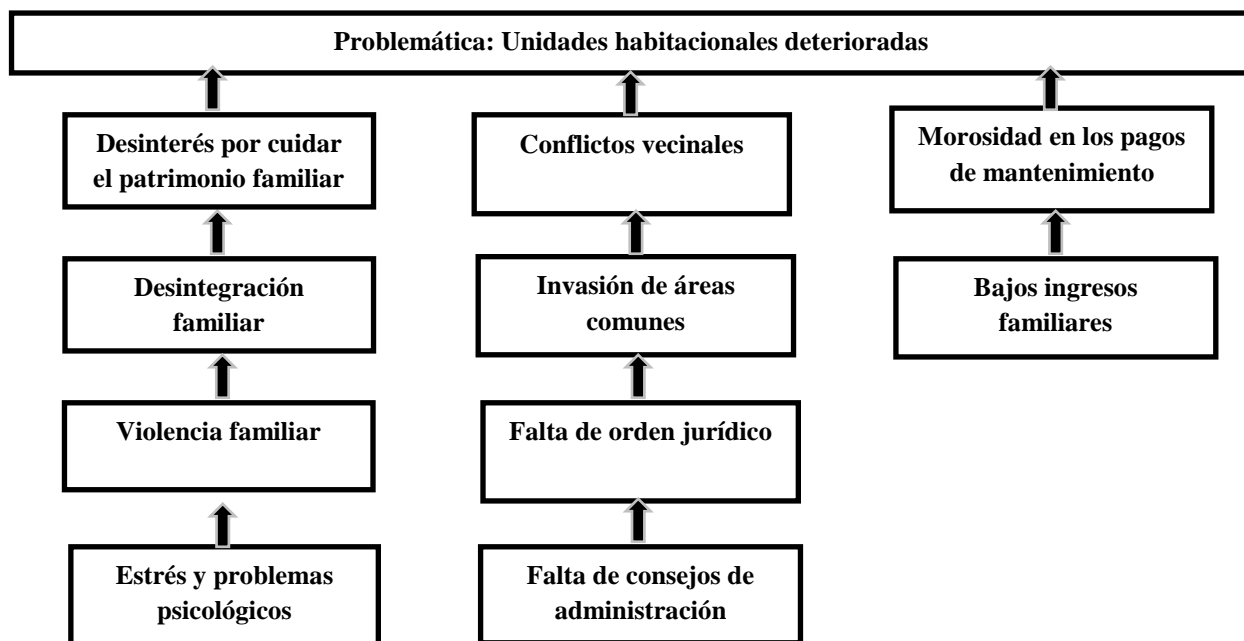 Problemática: Unidades habitacionales deterioradas
Desinterés por cuidar
el patrimonio familiar
Conflictos vecinales
Morosidad en los pagos
de mantenimiento
Desintegración
familiar
Invasión de áreas
comunes
Bajos ingresos
familiares
Violencia familiar
Falta de orden jurídico
Estrés y problemas
psicológicos
Falta de consejos de
administración